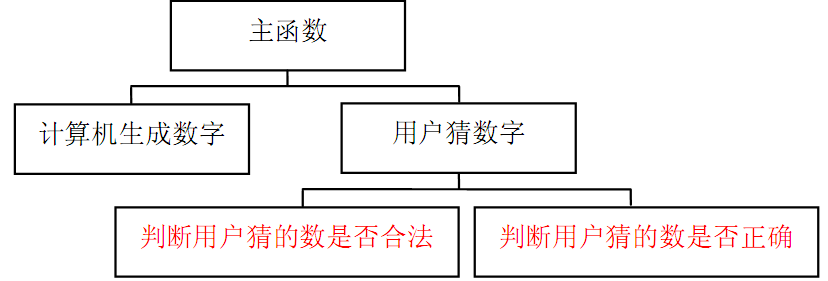 主函数
计算机生成数字
用户猜数字
判断用户猜的数是否合法
判断用户猜的数是否正确